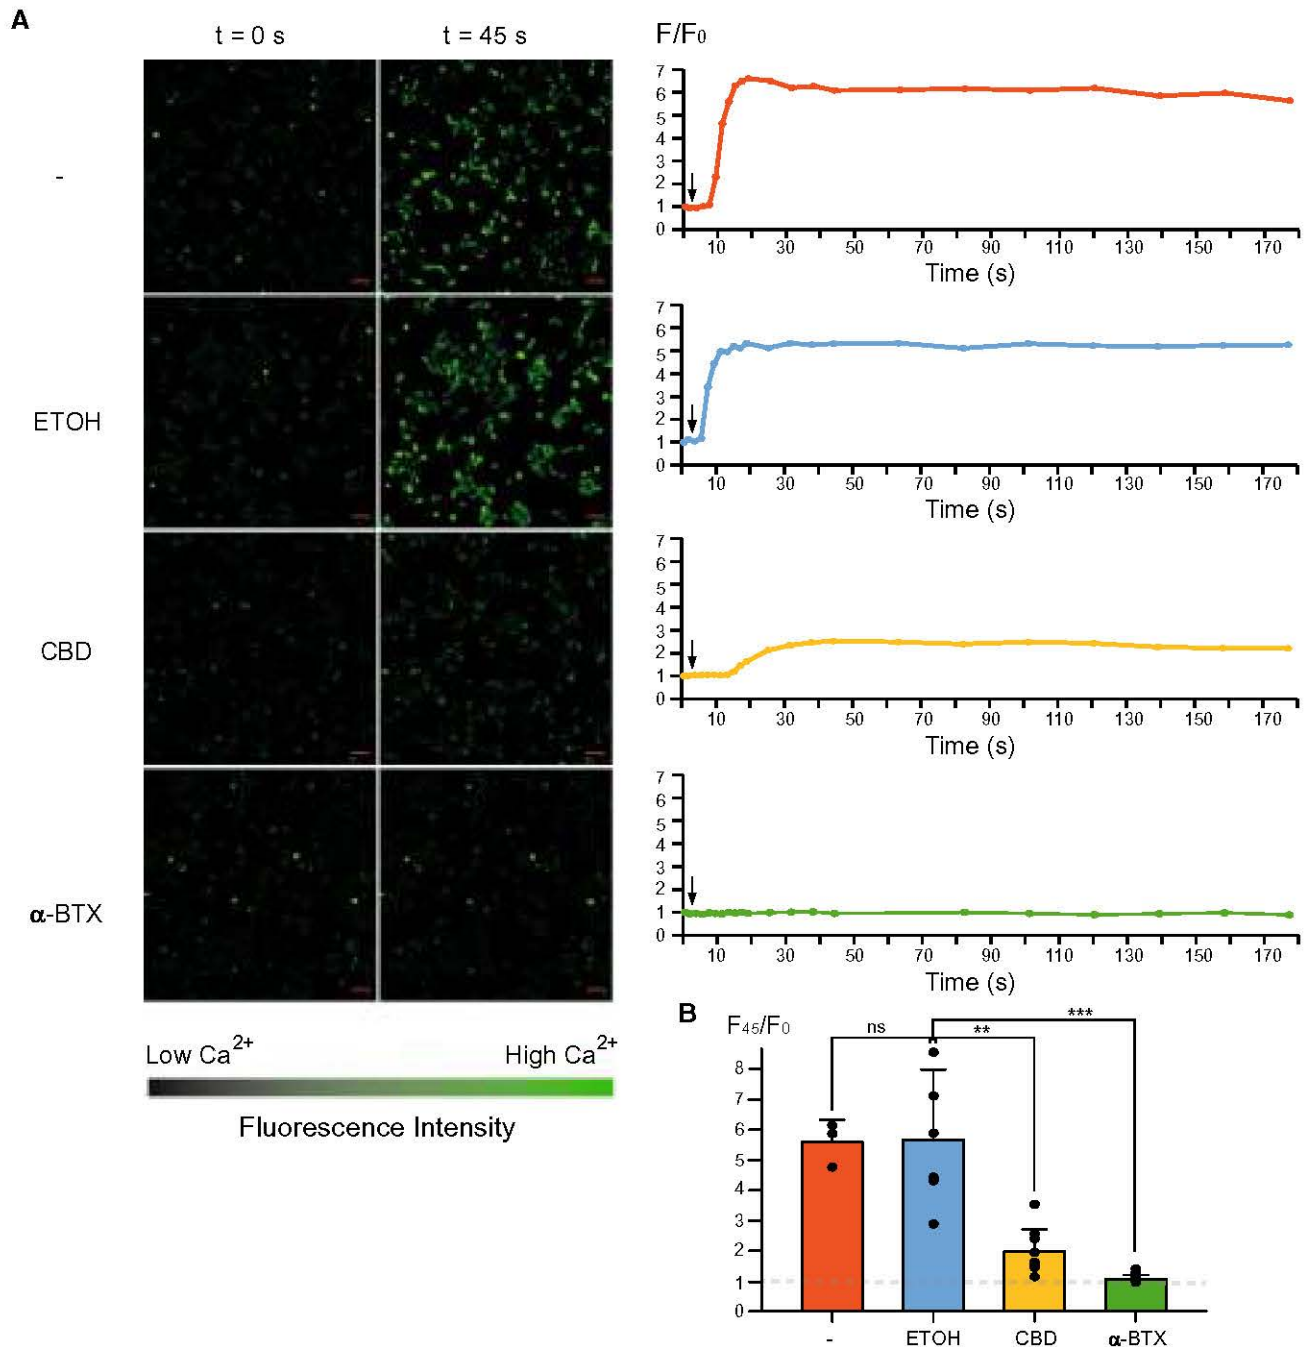 A
t = 0 s t = 45 s F/F0
-
ETOH
CBD
α-BTX
7
6
5
4
3
2
1
0
10 30 50 70 90 110 130 150 170
Time (s)
7
6
5
4
3
2
1
0
10 30 50 70 90 110 130 150 170
Time (s)
7
6
5
4
3
2
1
0
10 30 50 70 90 110 130 150 170
Time (s)
7
6
5
4
3
2
1
0
10 30 50 70 90 110 130 150 170
Time (s)
Low Ca2+ High Ca2+
Fluorescence Intensity
B
F45/F0
ns ** ***
8
7
6
5
4
3
2
1
0
- ETOH CBD α-BTX